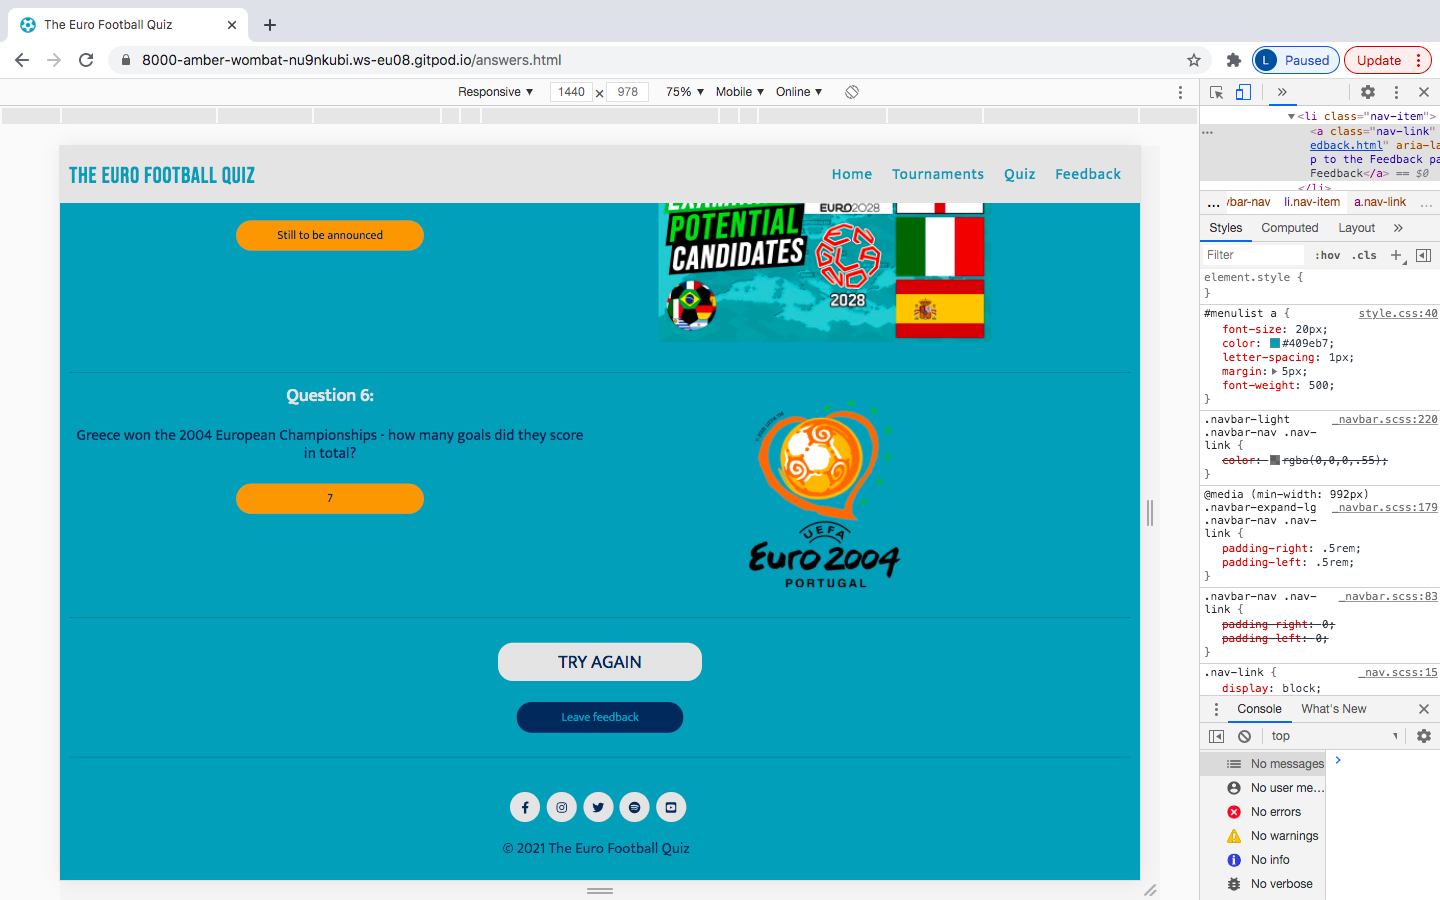 The Euro Football Quiz
8000-amber-wombat-nu9nkubi.ws-eu08.gitpod.io/answers.html
L Paused
Update
Responsive 1440 × 978 75% Mobile Online
THE EURO FOOTBALL QUIZ
Home Tournaments Quiz Feedback
Still to be announced
EURO2028
POTENTIAL
CANDIDATES
ENGLAND
2028
Question 6:
Greece won the 2004 European Championships - how many goals did they score
in total?
7
UEFA
Euro 2004
PORTUGAL
TRY AGAIN
Leave feedback
© 2021 The Euro Football Quiz
<li class="nav-item">
<a class="nav-link"
edback.html" aria-la
p to the Feedback pa
Feedback</a> == $0
</li>
... vbar-nav li.nav-item a.nav-link ...
Styles Computed Layout
Filter :hov .cls
element.style {
}
#menulist a { style.css:40
font-size: 20px;
color: #409eb7;
letter-spacing: 1px;
margin: 5px;
font-weight: 500;
}
.navbar-light _navbar.scss:220
.navbar-nav .nav-
link {
color: rgba(0,0,0,.55);
}
@media (min-width: 992px)
.navbar-expand-lg _navbar.scss:179
.navbar-nav .nav-
link {
padding-right: .5rem;
padding-left: .5rem;
}
.navbar-nav .nav- _navbar.scss:83
link {
padding-right: 0;
padding-left: 0;
}
.nav-link { _nav.scss:15
display: block;
Console What's New
top
No messages
No user me...
No errors
No warnings
No info
No verbose